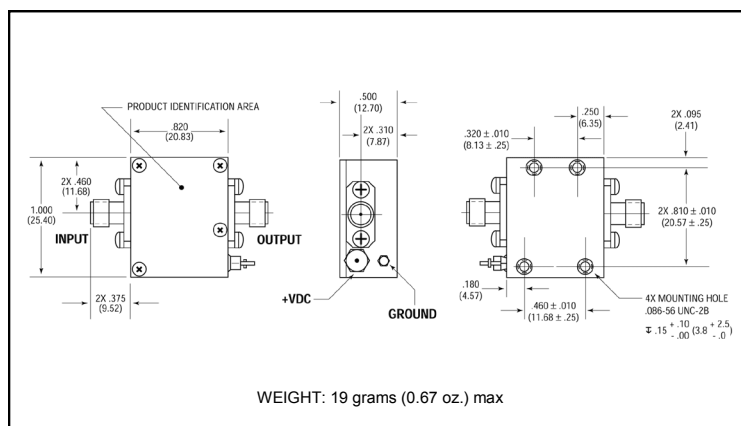 PRODUCT IDENTIFICATION AREA
.820
(20.83)
2X .460
(11.68)
1.000
(25.40)
INPUT
OUTPUT
2X .375
(9.52)
.500
(12.70)
2X .310
(7.87)
+VDC
GROUND
.320 ± .010
(8.13 ± .25)
.250
(6.35)
2X .095
(2.41)
2X .810 ± .010
(20.57 ± .25)
.180
(4.57)
.460 ± .010
(11.68 ± .25)
4X MOUNTING HOLE
.086-56 UNC-2B
↧ .15 + .10 - .00 (3.8 + 2.5 - .0)
WEIGHT: 19 grams (0.67 oz.) max